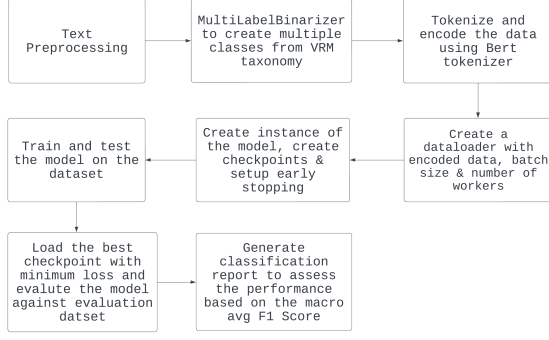 Text
Preprocessing
MultiLabelBinarizer
to create multiple
classes from VRM
taxonomy
Tokenize and
encode the data
using Bert
tokenizer
Train and test
the model on the
dataset
Create instance of
the model, create
checkpoints &
setup early
stopping
Create a
dataloader with
encoded data, batch
size & number of
workers
Load the best
checkpoint with
minimum loss and
evalute the model
against evaluation
datset
Generate
classification
report to assess
the performance
based on the macro
avg F1 Score